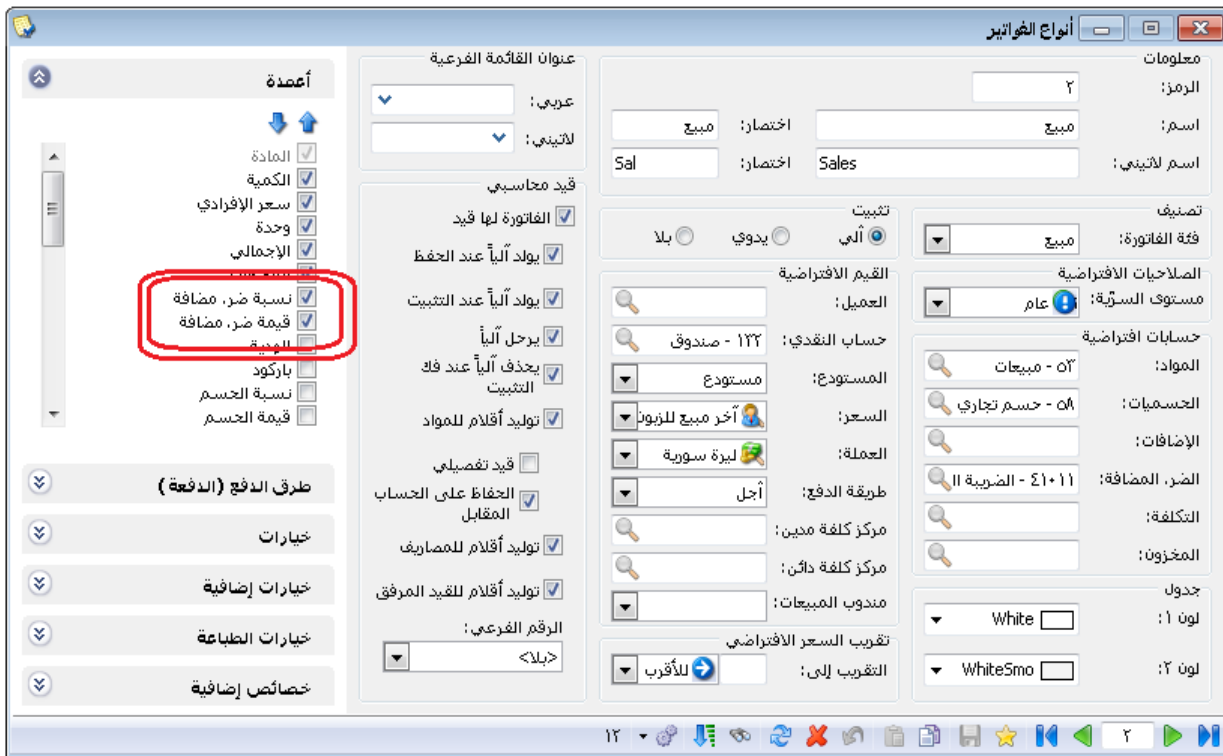 أنواع الفواتير
معلومات
الرمز: ٢
اسم: مبيع اختصار: مبيع
اسم لاتيني: Sales اختصار: Sal
تصنيف
فئة الفاتورة: مبيع
الصلاحيات الافتراضية
مستوى السرّية: عام
حسابات افتراضية
المواد: ٥٣ - مبيعات
الحسميات: ٥٨ - حسم تجاري
الإضافات:
الضر. المضافة: ٤١٠١١ - الضريبة ال
التكلفة:
المخزون:
جدول
لون ١: White
لون ٢: WhiteSmo
تثبيت
آلي يدوي بلا
القيم الافتراضية
العميل:
حساب النقدي: ١٣٢ - صندوق
المستودع: مستودع
السعر: آخر مبيع للزبون
العملة: ليرة سورية
طريقة الدفع: آجل
مركز كلفة مدين:
مركز كلفة دائن:
مندوب المبيعات:
تقريب السعر الافتراضي
التقريب إلى: للأقرب
عنوان القائمة الفرعية
عربي:
لاتيني:
قيد محاسبي
الفاتورة لها قيد
يولد آلياً عند الحفظ
يولد آلياً عند التثبيت
يرحل آلياً
يحذف آلياً عند فك
التثبيت
توليد أقلام للمواد
قيد تفصيلي
الحفاظ على الحساب
المقابل
توليد أقلام للمصاريف
توليد أقلام للقيد المرفق
الرقم الفرعي:
<بلا>
أعمدة
المادة
الكمية
سعر الإفرادي
وحدة
الإجمالي
نسبة ضر. مضافة
قيمة ضر. مضافة
الهدية
باركود
نسبة الحسم
قيمة الحسم
طرق الدفع (الدفعة)
خيارات
خيارات إضافية
خيارات الطباعة
خصائص إضافية
٢
١٢